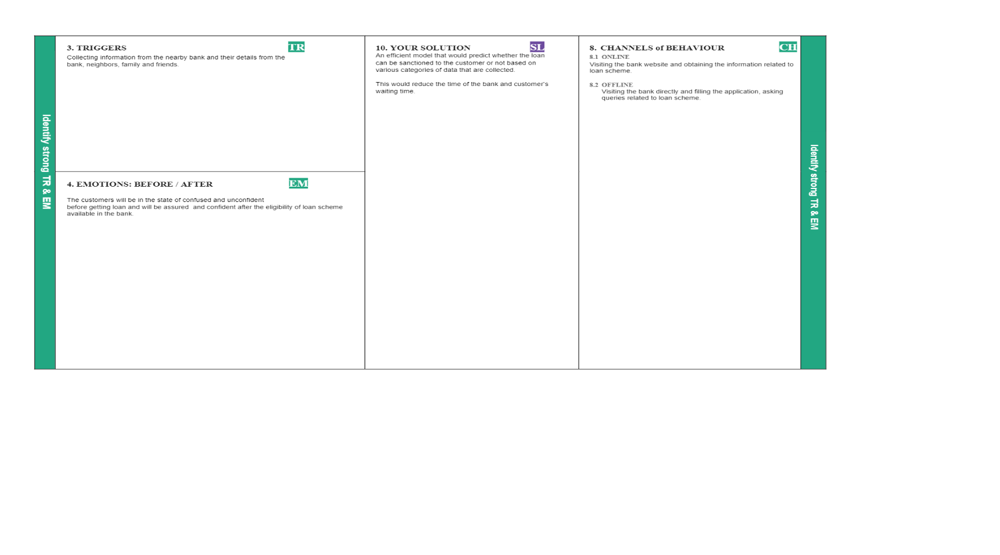 Identify strong TR & EM
3. TRIGGERS
TR
Collecting information from the nearby bank and their details from the
bank, neighbors, family and friends.
4. EMOTIONS: BEFORE / AFTER
EM
The customers will be in the state of confused and unconfident
before getting loan and will be assured  and confident after the eligibility of loan scheme
available in the bank.
10. YOUR SOLUTION
SL
An efficient model that would predict whether the loan
can be sanctioned to the customer or not based on
various categories of data that are collected.
This would reduce the time of the bank and customer's
waiting time.
8.  CHANNELS of BEHAVIOUR
CH
8.1  ONLINE
Visiting the bank website and obtaining the information related to
loan scheme.
8.2  OFFLINE
Visiting the bank directly and filling the application, asking
queries related to loan scheme.
Identify strong TR & EM